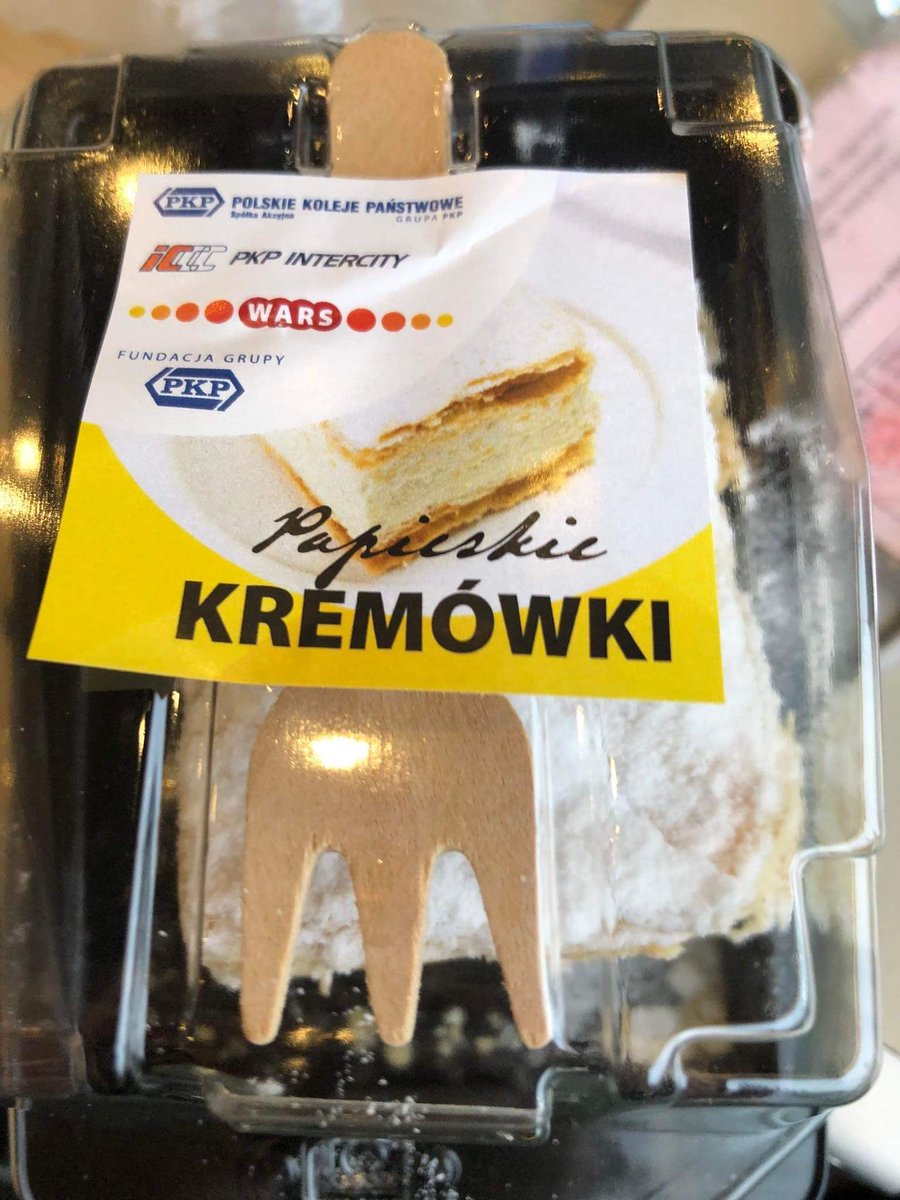 PKP POLSKIE KOLEJE PAŃSTWOWE
Spółka Akcyjna
GRUPA PKP
PKP INTERCITY
WARS
FUNDACJA GRUPY
PKP
Papieskie
KREMÓWKI